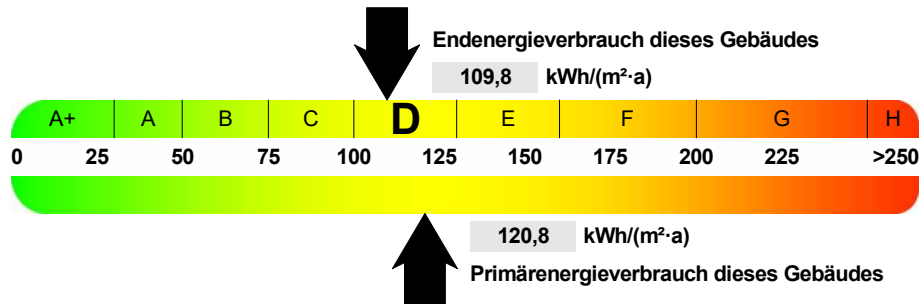 Endenergieverbrauch dieses Gebäudes
109,8 kWh/(m²·a)
A+ A B C D E F G H
0 25 50 75 100 125 150 175 200 225 >250
120,8 kWh/(m²·a)
Primärenergieverbrauch dieses Gebäudes